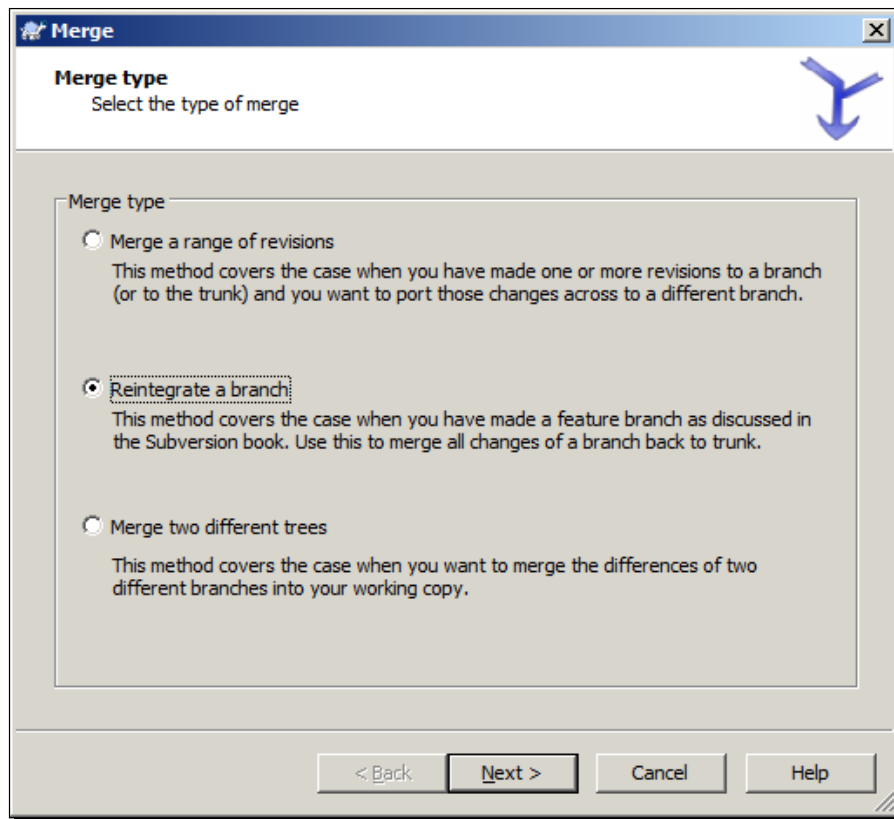 Merge
Merge type
Select the type of merge
Merge type
Merge a range of revisions
This method covers the case when you have made one or more revisions to a branch
(or to the trunk) and you want to port those changes across to a different branch.
Reintegrate a branch
This method covers the case when you have made a feature branch as discussed in
the Subversion book. Use this to merge all changes of a branch back to trunk.
Merge two different trees
This method covers the case when you want to merge the differences of two
different branches into your working copy.
< Back Next > Cancel Help